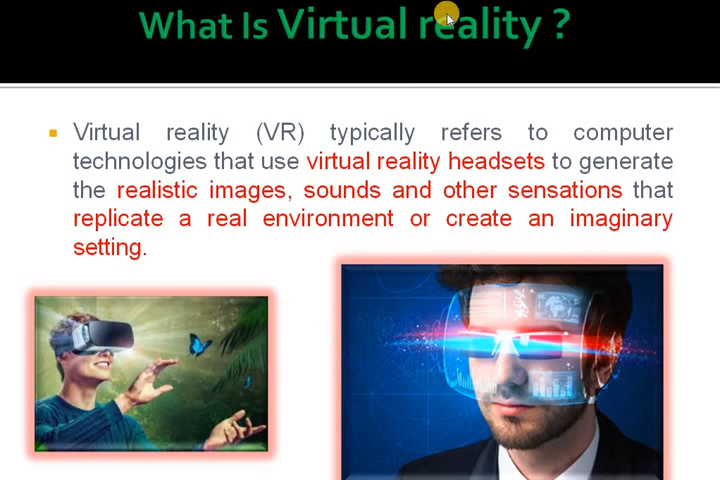 What Is Virtual reality ?
Virtual reality (VR) typically refers to computer
technologies that use virtual reality headsets to generate
the realistic images, sounds and other sensations that
replicate a real environment or create an imaginary
setting.